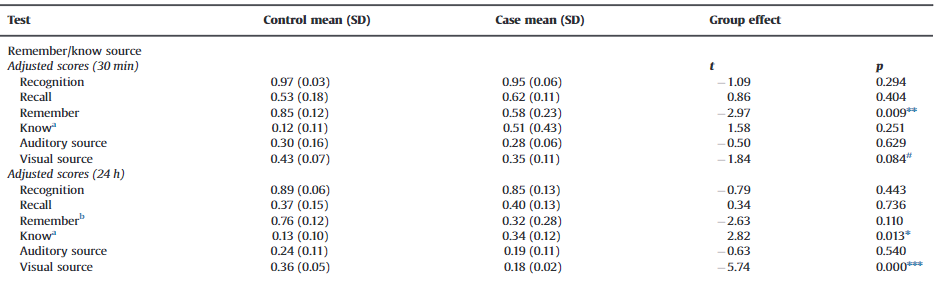 Test Control mean (SD) Case mean (SD) Group effect
Remember/know source
Adjusted scores (30 min) t p
Recognition 0.97 (0.03) 0.95 (0.06) −1.09 0.294
Recall 0.53 (0.18) 0.62 (0.11) 0.86 0.404
Remember 0.85 (0.12) 0.58 (0.23) −2.97 0.009**
Knowa 0.12 (0.11) 0.51 (0.43) 1.58 0.251
Auditory source 0.30 (0.16) 0.28 (0.06) −0.50 0.629
Visual source 0.43 (0.07) 0.35 (0.11) −1.84 0.084#
Adjusted scores (24 h)
Recognition 0.89 (0.06) 0.85 (0.13) −0.79 0.443
Recall 0.37 (0.15) 0.40 (0.13) 0.34 0.736
Rememberb 0.76 (0.12) 0.32 (0.28) −2.63 0.110
Knowa 0.13 (0.10) 0.34 (0.12) 2.82 0.013*
Auditory source 0.24 (0.11) 0.19 (0.11) −0.63 0.540
Visual source 0.36 (0.05) 0.18 (0.02) −5.74 0.000***